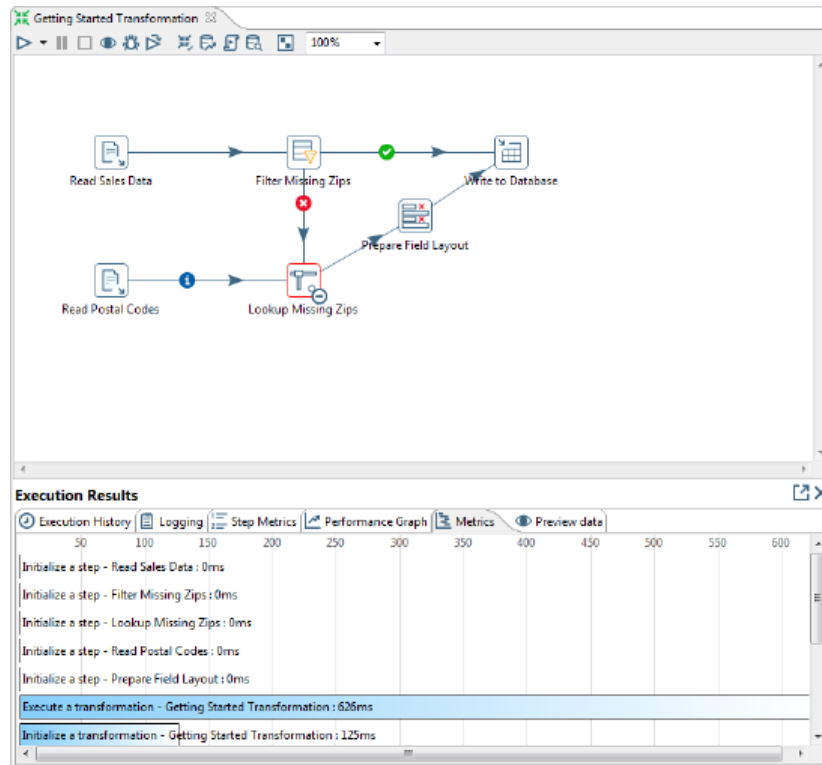 Getting Started Transformation
100%
Read Sales Data
Filter Missing Zips
Write to Database
Prepare Field Layout
Read Postal Codes
Lookup Missing Zips
Execution Results
Execution History Logging Step Metrics Performance Graph Metrics Preview data
50 100 150 200 250 300 350 400 450 500 550 600
Initialize a step - Read Sales Data : 0ms
Initialize a step - Filter Missing Zips : 0ms
Initialize a step - Lookup Missing Zips : 0ms
Initialize a step - Read Postal Codes : 0ms
Initialize a step - Prepare Field Layout : 0ms
Execute a transformation - Getting Started Transformation : 626ms
Initialize a transformation - Getting Started Transformation : 125ms